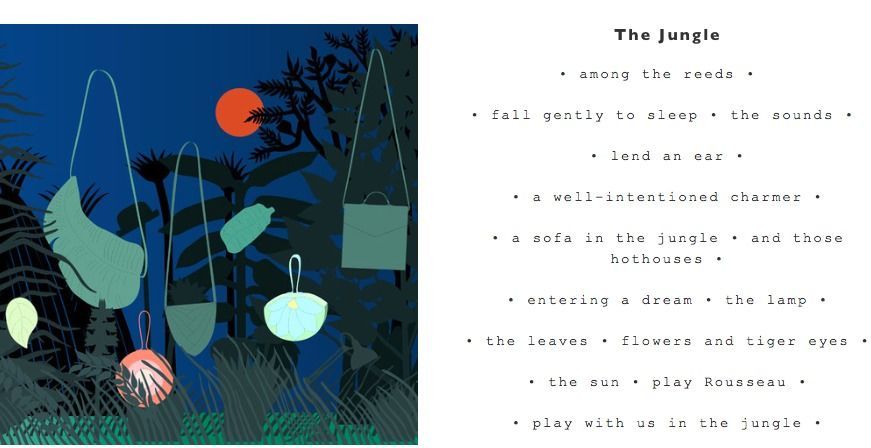 The Jungle
• among the reeds •
• fall gently to sleep • the sounds •
• lend an ear •
• a well-intentioned charmer •
• a sofa in the jungle • and those
hothouses •
• entering a dream • the lamp •
• the leaves • flowers and tiger eyes •
• the sun • play Rousseau •
• play with us in the jungle •